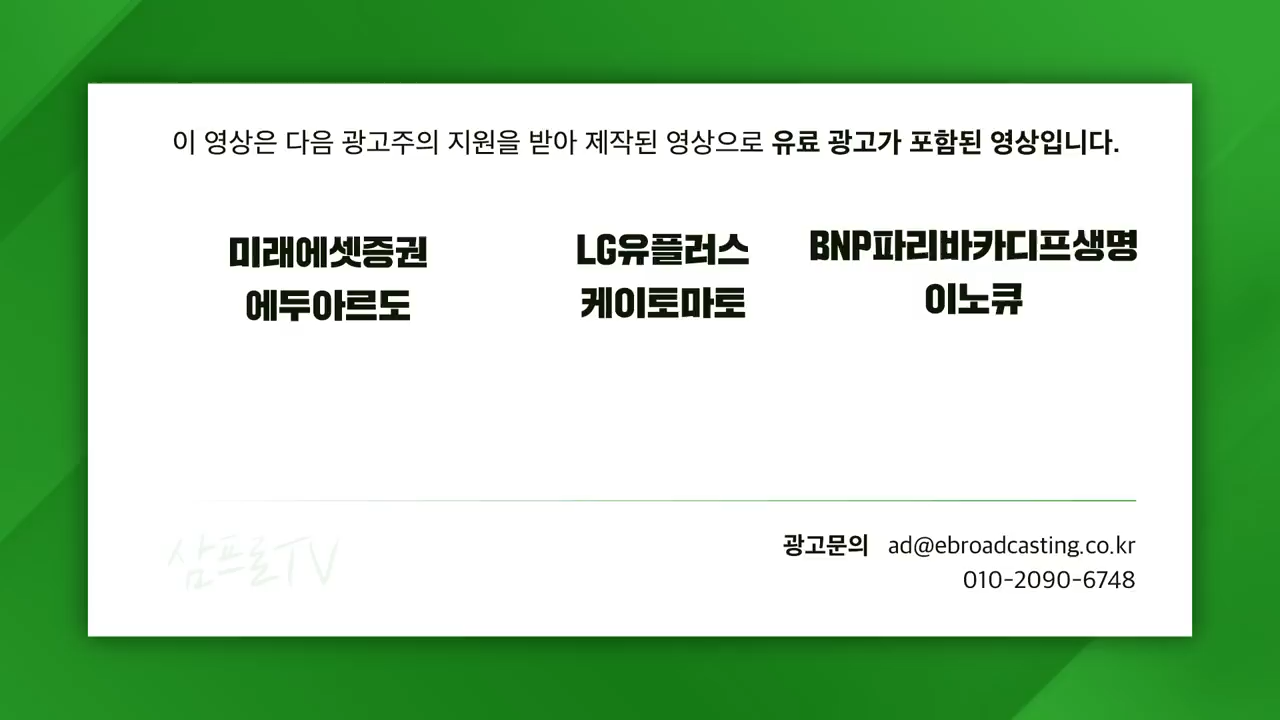 이 영상은 다음 광고주의 지원을 받아 제작된 영상으로 유료 광고가 포함된 영상입니다.
미래에셋증권 LG유플러스 BNP파리바카디프생명
에두아르도 케이토마토 이노큐
삼프로TV
광고문의 ad@ebroadcasting.co.kr
010-2090-6748